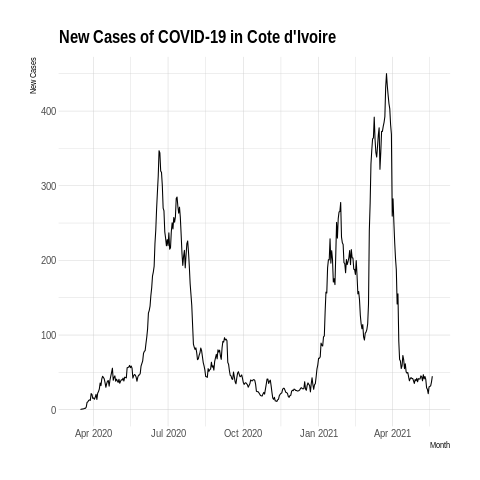 New Cases of COVID-19 in Cote d'Ivoire
New Cases
400
300
200
100
0
Apr 2020
Jul 2020
Oct 2020
Jan 2021
Apr 2021
Month